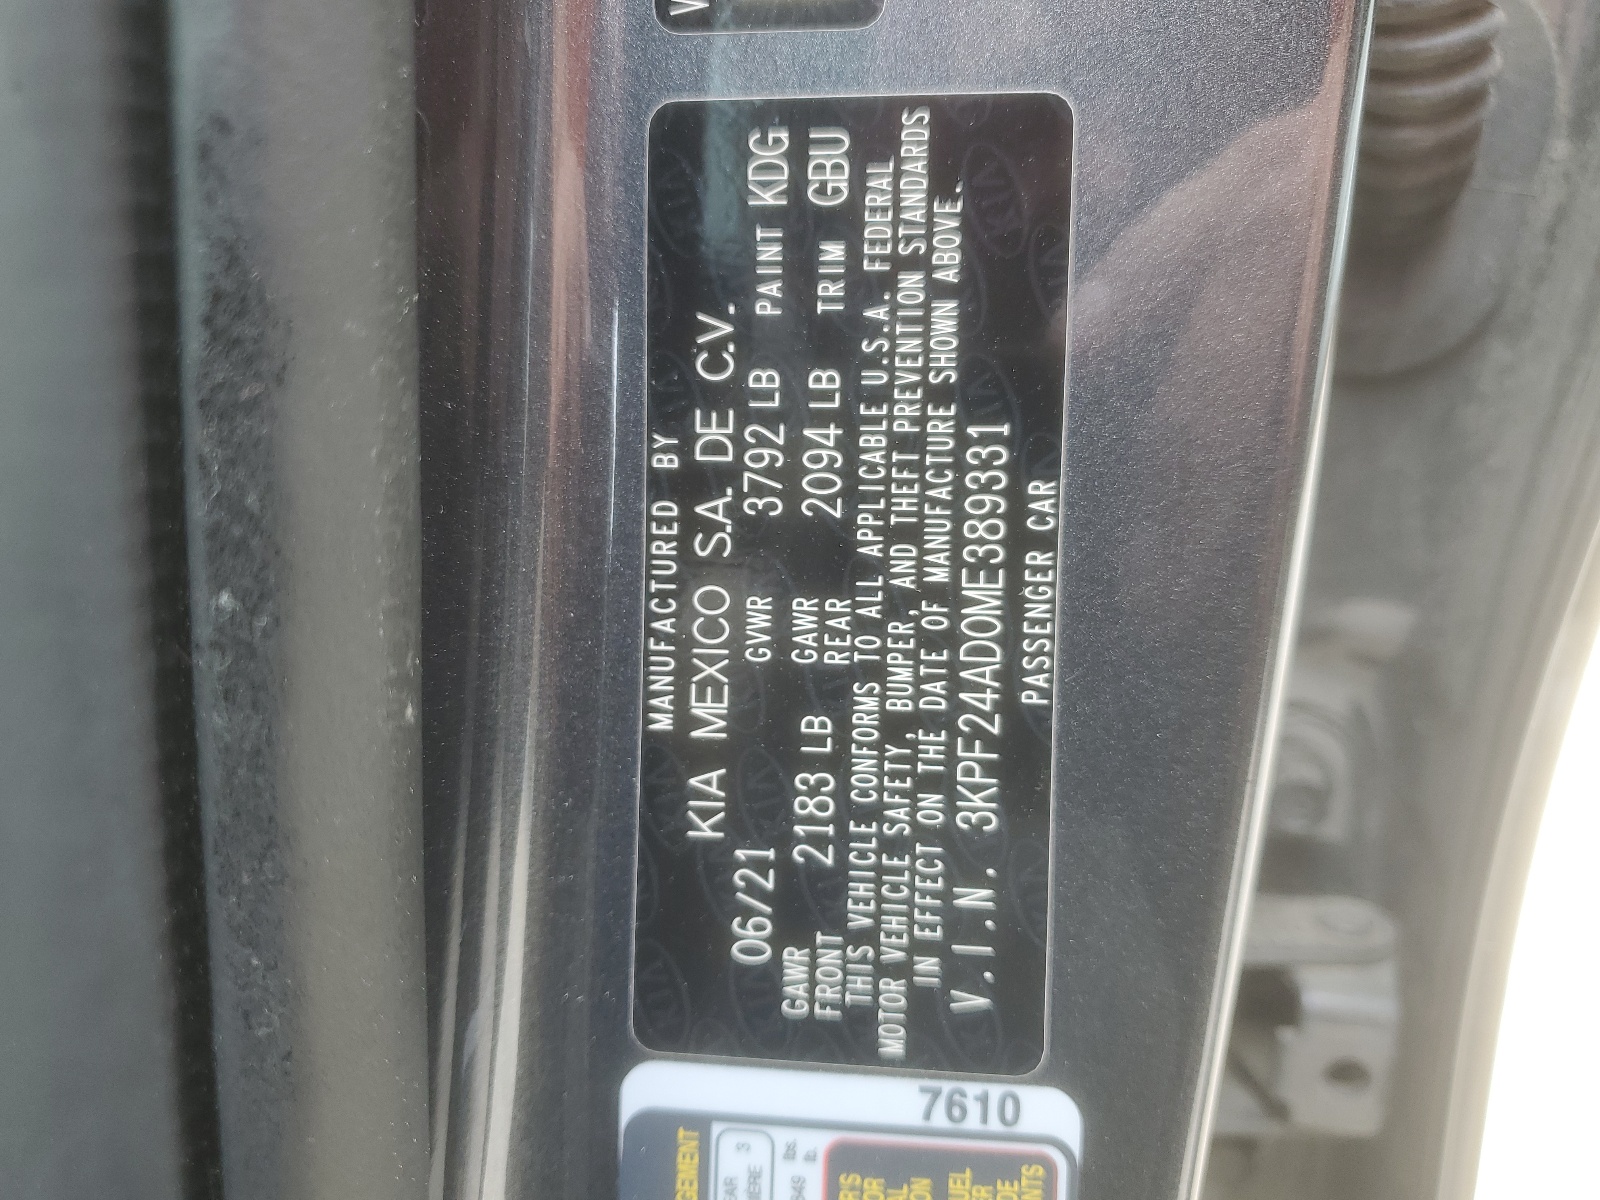 MANUFACTURED BY
KIA MEXICO S.A. DE C.V.
06/21 GVWR 3792 LB PAINT KDG
GAWR FRONT 2183 LB GAWR REAR 2094 LB TRIM GBU
THIS VEHICLE CONFORMS TO ALL APPLICABLE U.S.A. FEDERAL
MOTOR VEHICLE SAFETY, BUMPER, AND THEFT PREVENTION STANDARDS
IN EFFECT ON THE DATE OF MANUFACTURE SHOWN ABOVE.
V.I.N. 3KPF24AD0ME389331
PASSENGER CAR
7610